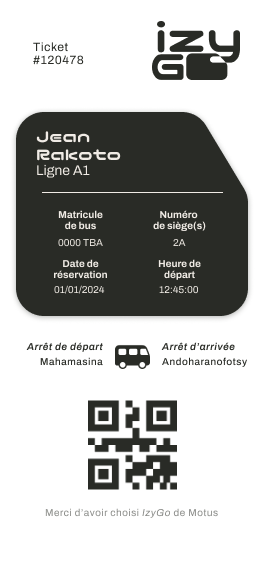 Ticket
#120478
izy
GO
Jean
Rakoto
Ligne A1
Matricule
de bus
Numéro
de siège(s)
0000 TBA
2A
Date de
réservation
Heure de
départ
01/01/2024
12:45:00
Arrêt de départ
Arrêt d'arrivée
Mahamasina
Andoharanofotsy
Merci d'avoir choisi IzyGo de Motus